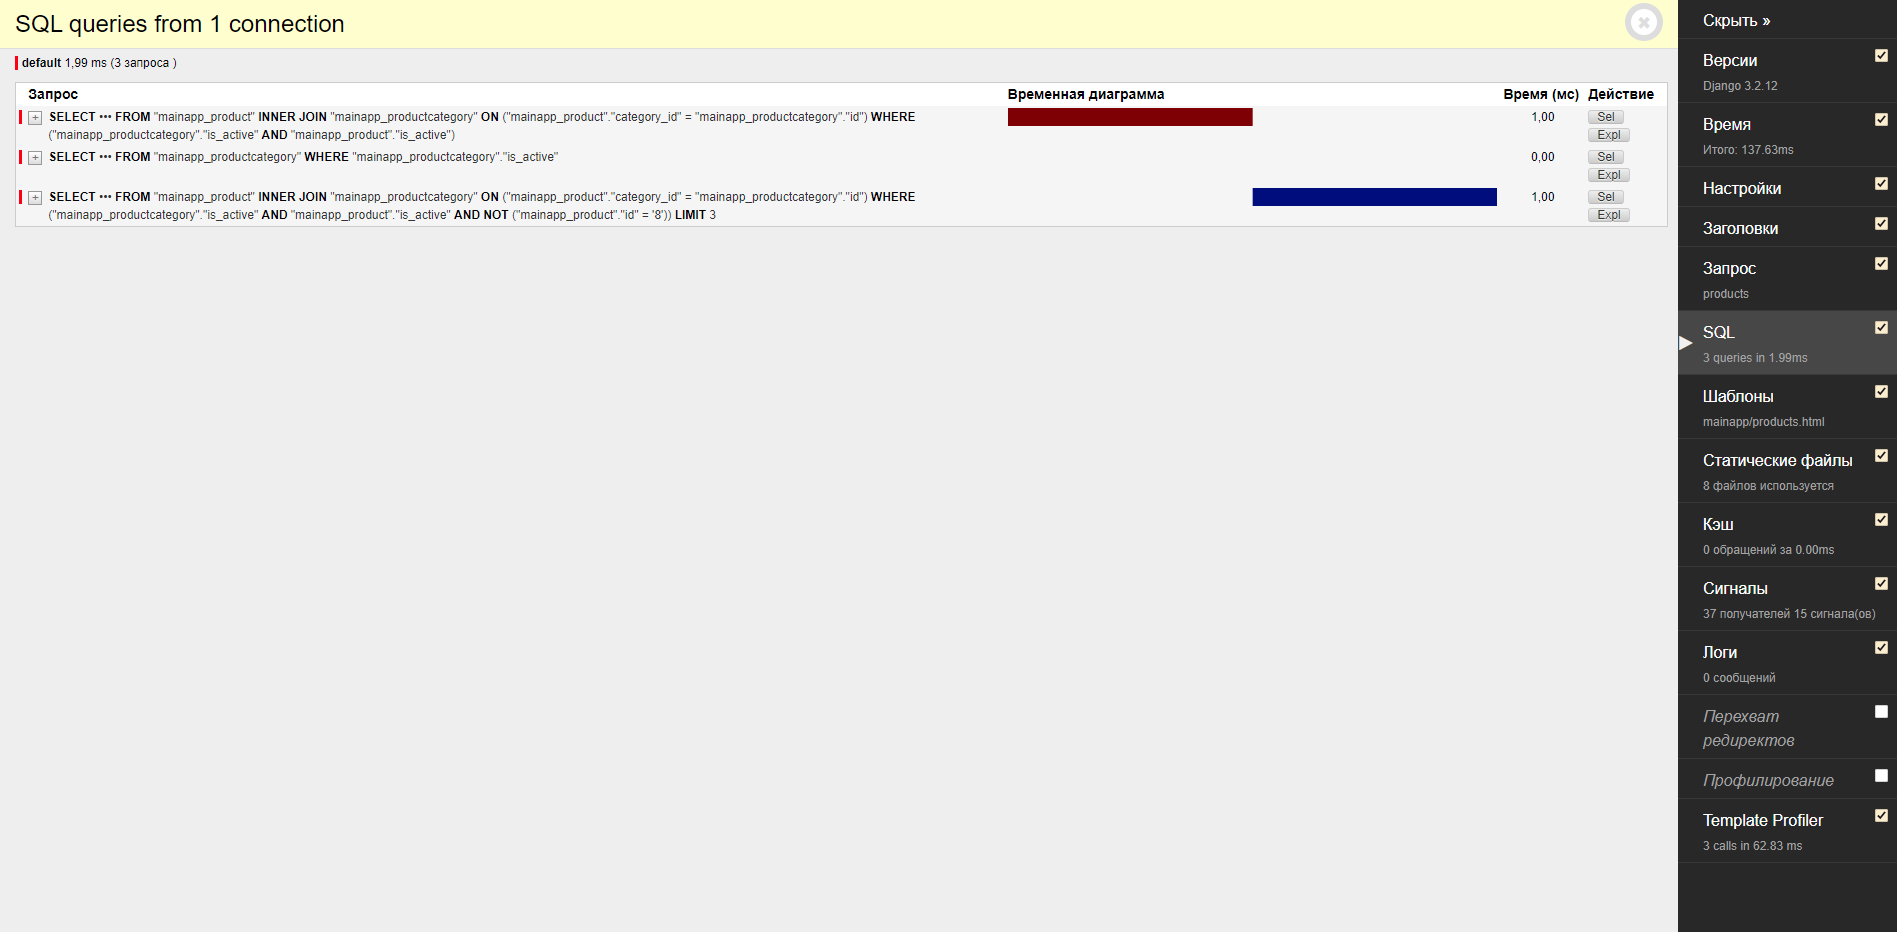 SQL queries from 1 connection
default 1,99 ms (3 запроса )
Запрос Временная диаграмма Время (мс) Действие
+ SELECT ••• FROM "mainapp_product" INNER JOIN "mainapp_productcategory" ON ("mainapp_product"."category_id" = "mainapp_productcategory"."id") WHERE 1,00 Sel
("mainapp_productcategory"."is_active" AND "mainapp_product"."is_active") Expl
+ SELECT ••• FROM "mainapp_productcategory" WHERE "mainapp_productcategory"."is_active" 0,00 Sel
Expl
+ SELECT ••• FROM "mainapp_product" INNER JOIN "mainapp_productcategory" ON ("mainapp_product"."category_id" = "mainapp_productcategory"."id") WHERE 1,00 Sel
("mainapp_productcategory"."is_active" AND "mainapp_product"."is_active" AND NOT ("mainapp_product"."id" = '8')) LIMIT 3 Expl
Скрыть »
Версии
Django 3.2.12
Время
Итого: 137.63ms
Настройки
Заголовки
Запрос
products
SQL
3 queries in 1.99ms
Шаблоны
mainapp/products.html
Статические файлы
8 файлов используется
Кэш
0 обращений за 0.00ms
Сигналы
37 получателей 15 сигнала(ов)
Логи
0 сообщений
Перехват
редиректов
Профилирование
Template Profiler
3 calls in 62.83 ms